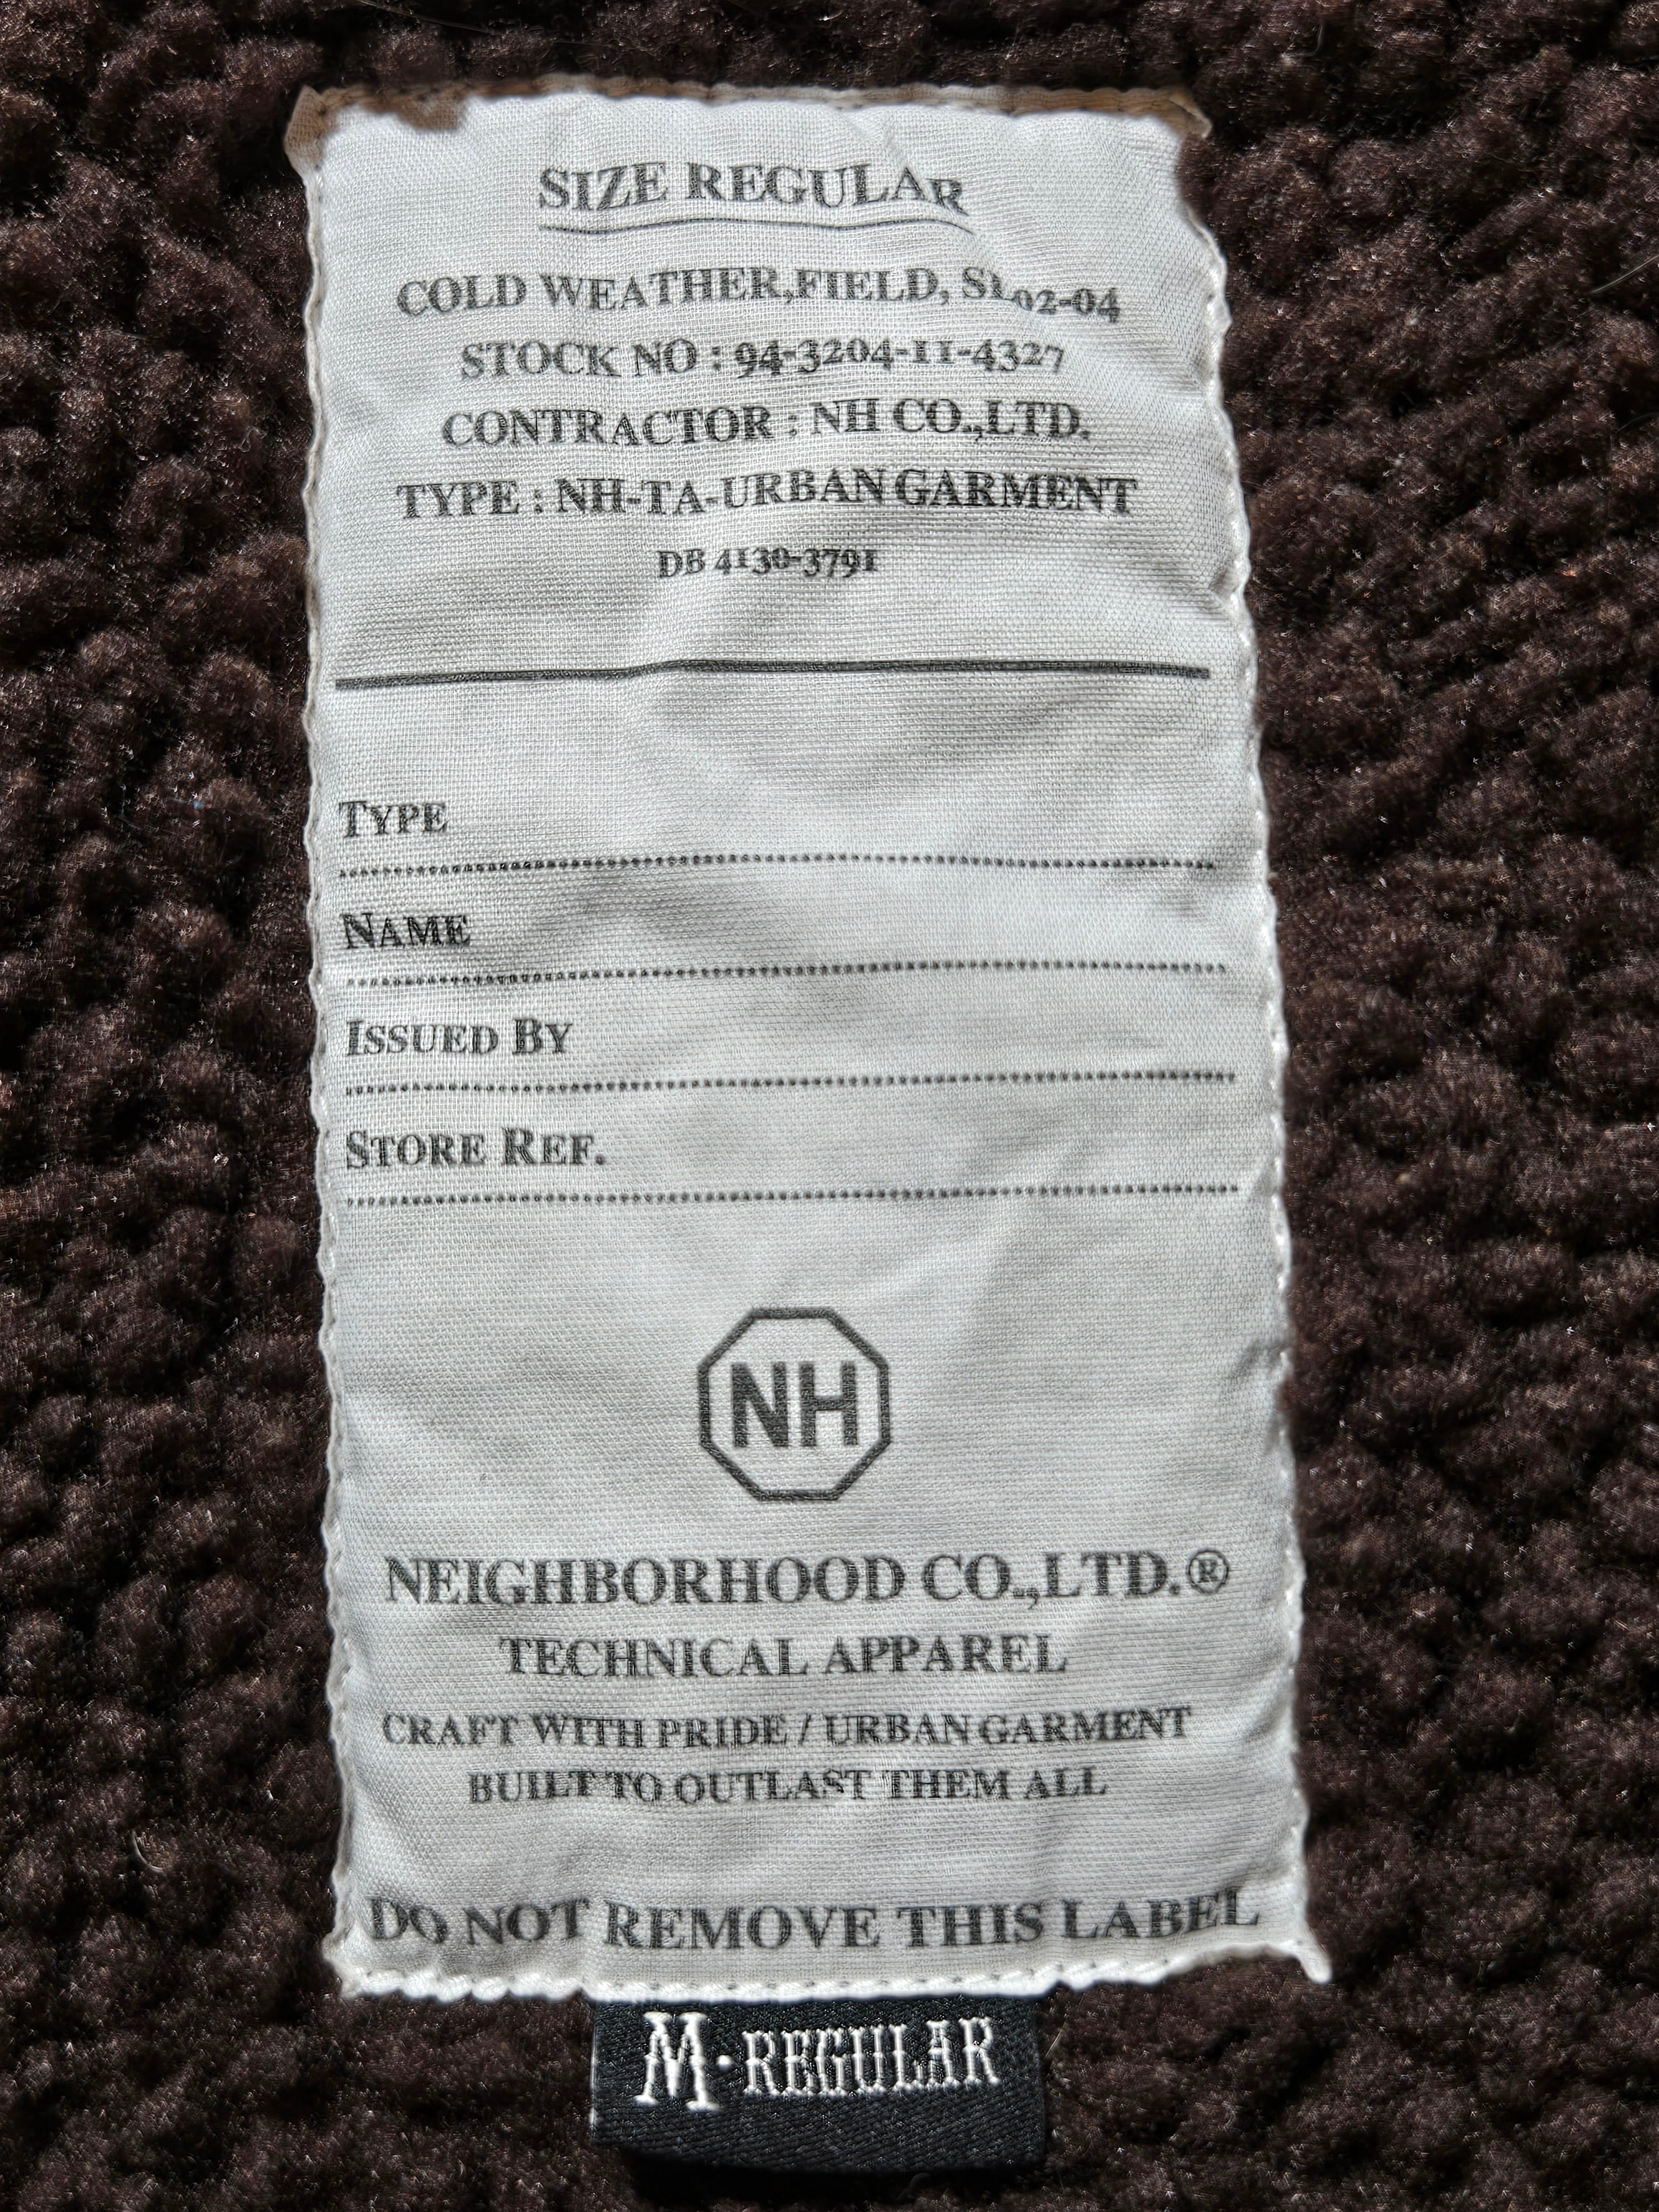 SIZE REGULAR
COLD WEATHER,FIELD, SL02-04
STOCK NO : 94-3204-11-4327
CONTRACTOR : NH CO.,LTD.
TYPE : NH-TA-URBAN GARMENT
DB 4130-3791
TYPE
NAME
ISSUED BY
STORE REF.
NH
NEIGHBORHOOD CO.,LTD.®
TECHNICAL APPAREL
CRAFT WITH PRIDE / URBAN GARMENT
BUILT TO OUTLAST THEM ALL
DO NOT REMOVE THIS LABEL
M·REGULAR